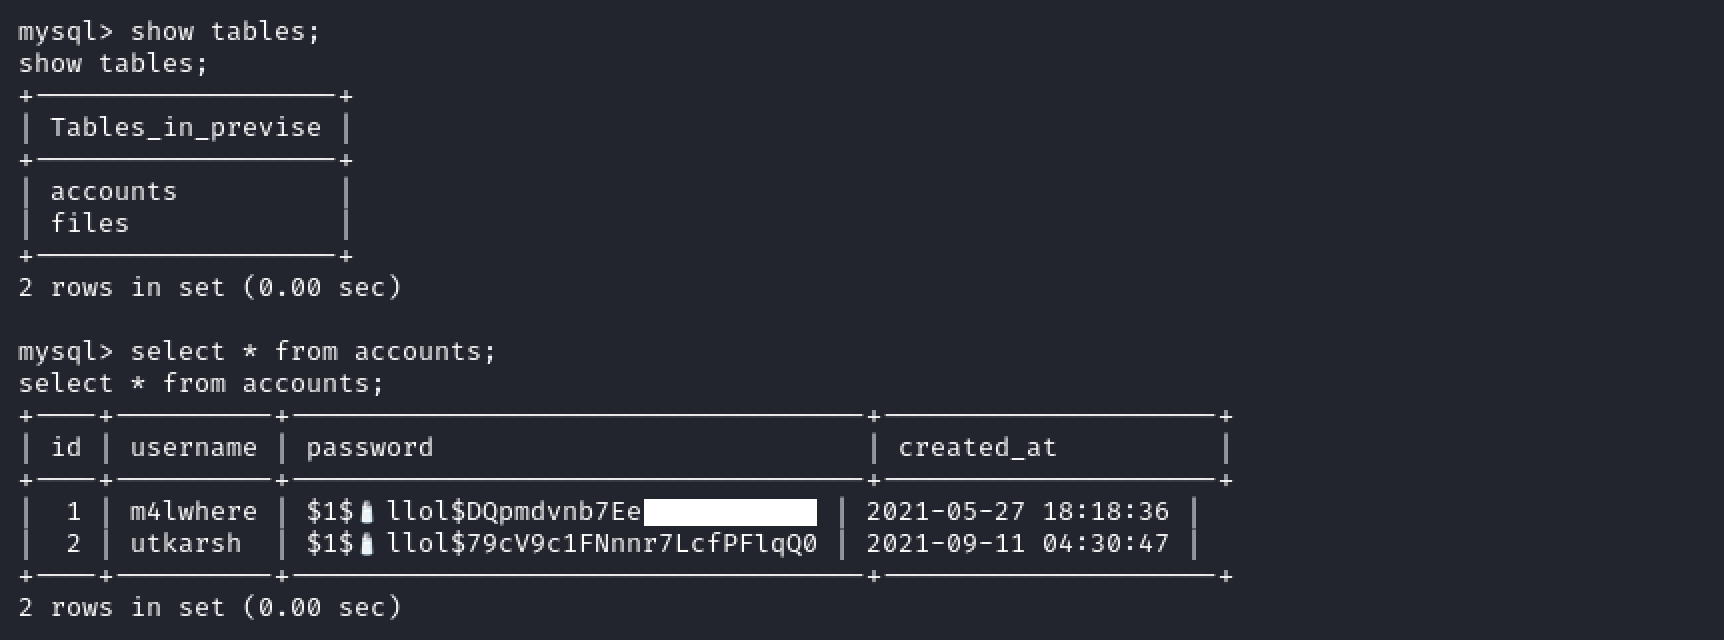 mysql> show tables;
show tables;
+---------------------+
| Tables_in_previse |
+---------------------+
| accounts |
| files |
+---------------------+
2 rows in set (0.00 sec)
mysql> select * from accounts;
select * from accounts;
+----+----------+------------------------------------+---------------------+
| id | username | password | created_at |
+----+----------+------------------------------------+---------------------+
| 1 | m4lwhere | $1$🧂llol$DQpmdvnb7Ee | 2021-05-27 18:18:36 |
| 2 | utkarsh | $1$🧂llol$79cV9c1FNnnr7LcfPFlqQ0 | 2021-09-11 04:30:47 |
+----+----------+------------------------------------+---------------------+
2 rows in set (0.00 sec)